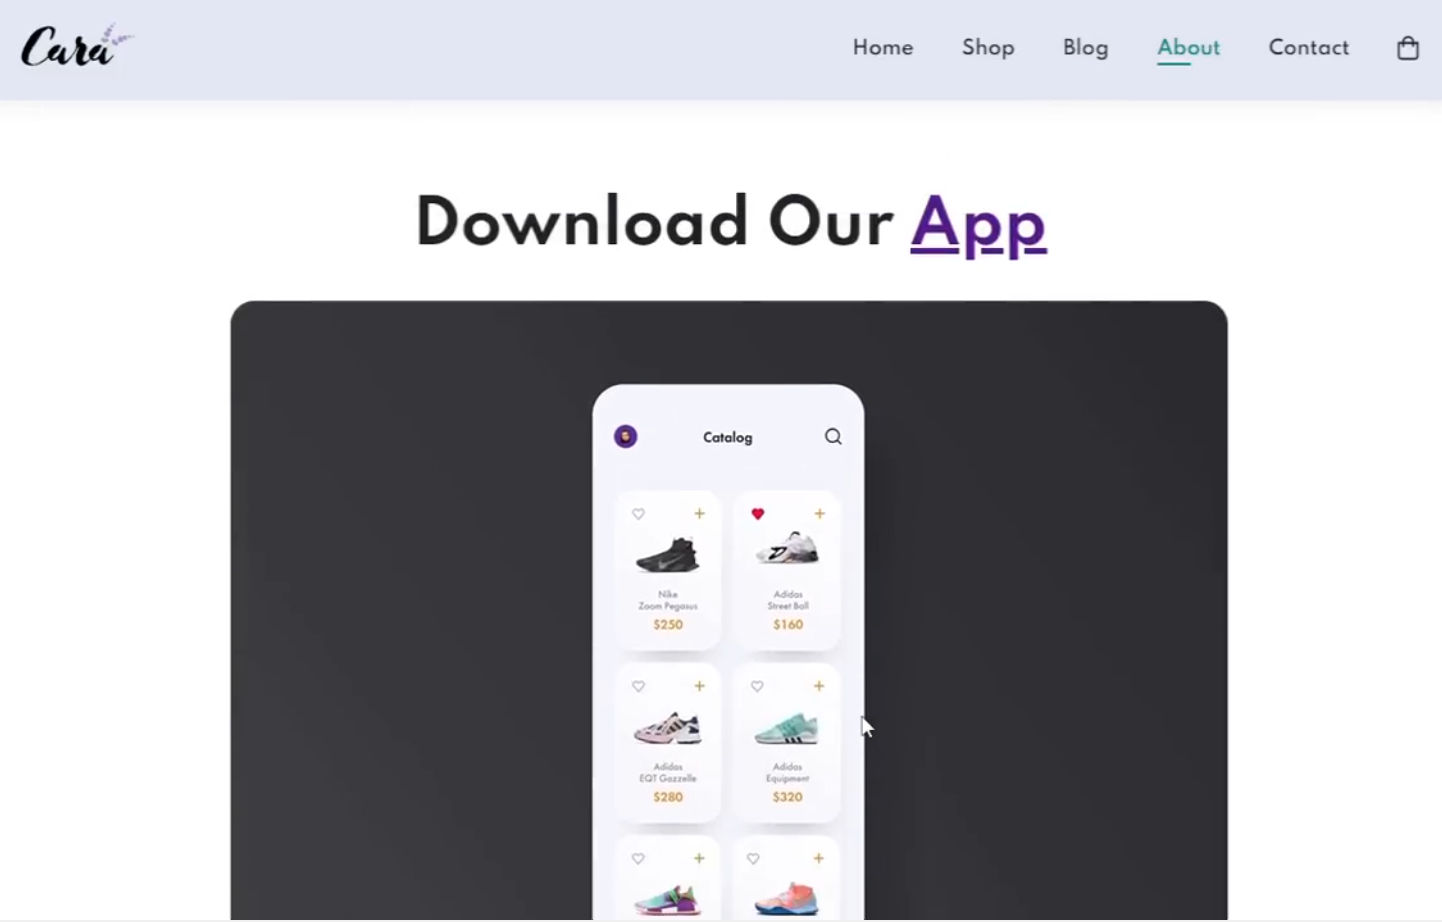 Cara
Home Shop Blog About Contact
Download Our App
Catalog
Nike
Zoom Pegasus
$250
Adidas
Street Ball
$160
Adidas
EQT Gazzelle
$280
Adidas
Equipment
$320